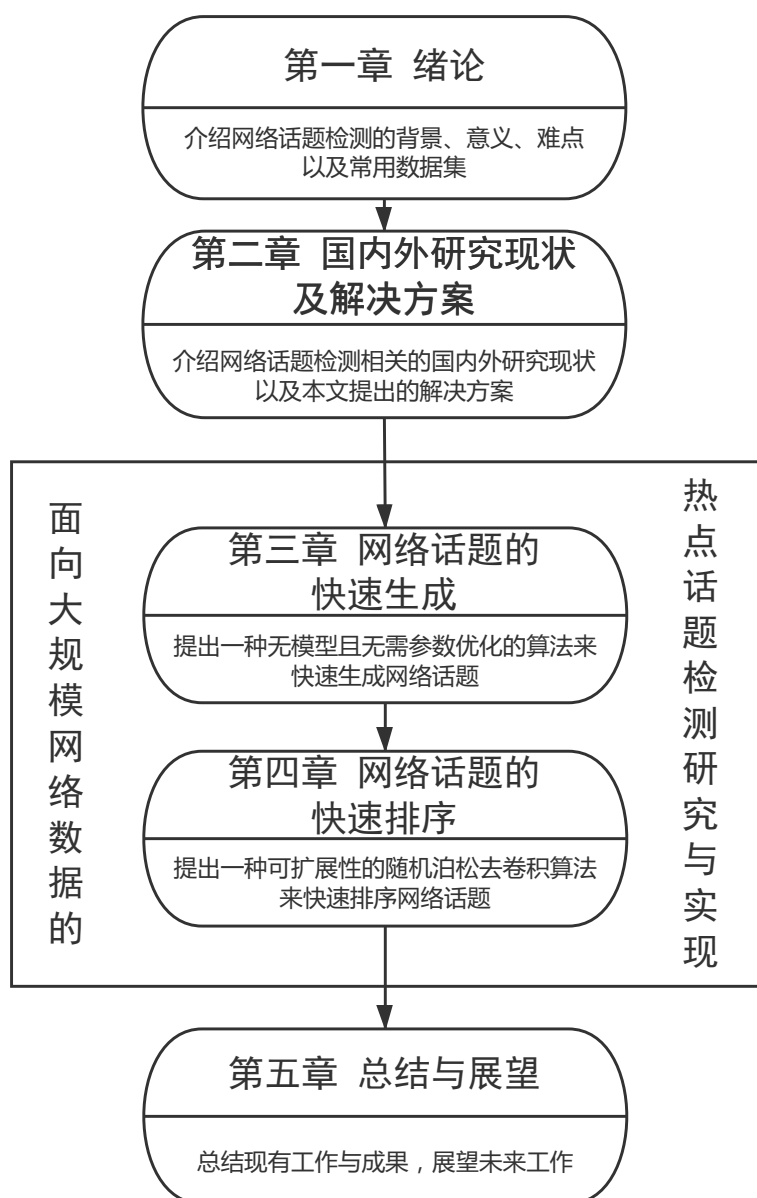 第一章 绪论
介绍网络话题检测的背景、意义、难点
以及常用数据集
第二章 国内外研究现状
及解决方案
介绍网络话题检测相关的国内外研究现状
以及本文提出的解决方案
面向大规模网络数据的
热点话题检测研究与实现
第三章 网络话题的
快速生成
提出一种无模型且无需参数优化的算法来
快速生成网络话题
第四章 网络话题的
快速排序
提出一种可扩展性的随机泊松去卷积算法
来快速排序网络话题
第五章 总结与展望
总结现有工作与成果，展望未来工作